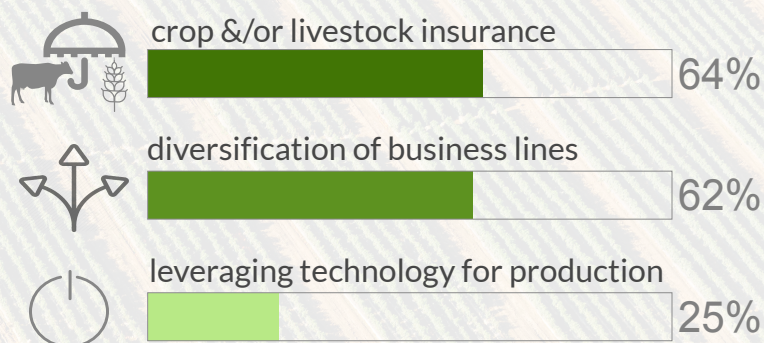 crop &/or livestock insurance
64%
diversification of business lines
62%
leveraging technology for production
25%